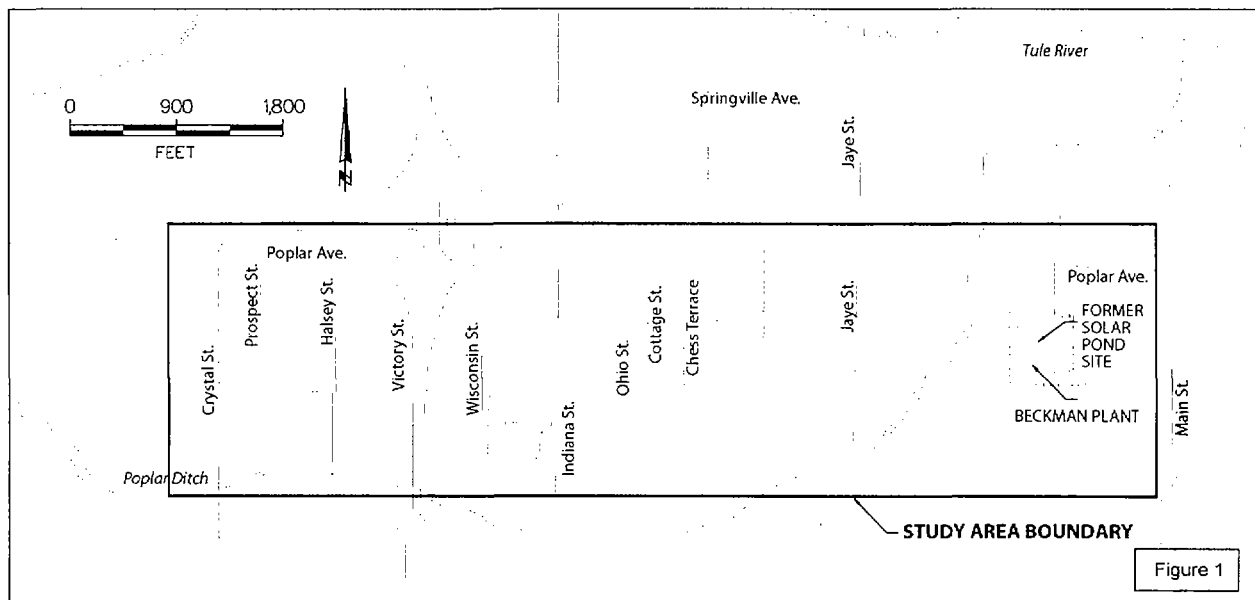 Tule River
0 900 1,800
FEET
N
Springville Ave.
Jaye St.
Poplar Ave.
Poplar Ave.
Crystal St.
Prospect St.
Halsey St.
Victory St.
Wisconsin St.
Indiana St.
Ohio St.
Cottage St.
Chess Terrace
Jaye St.
FORMER
SOLAR
POND
SITE
BECKMAN PLANT
Main St.
Poplar Ditch
STUDY AREA BOUNDARY
Figure 1